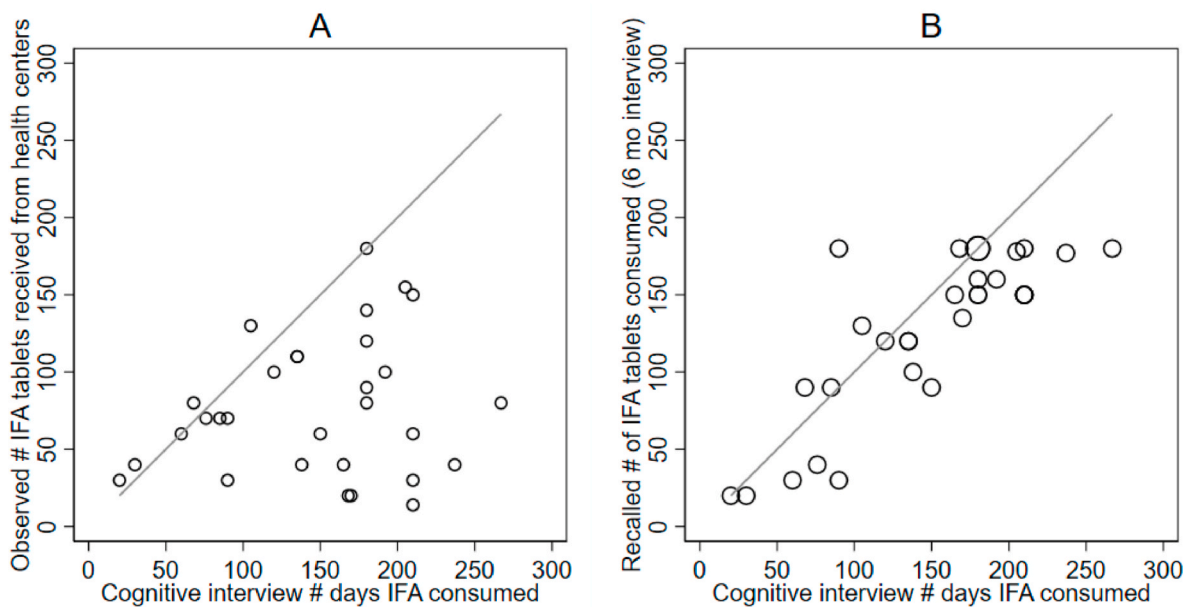 A
Observed # IFA tablets received from health centers
300
250
200
150
100
50
0
0 50 100 150 200 250 300
Cognitive interview # days IFA consumed
B
Recalled # of IFA tablets consumed (6 mo interview)
300
250
200
150
100
50
0
0 50 100 150 200 250 300
Cognitive interview # days IFA consumed